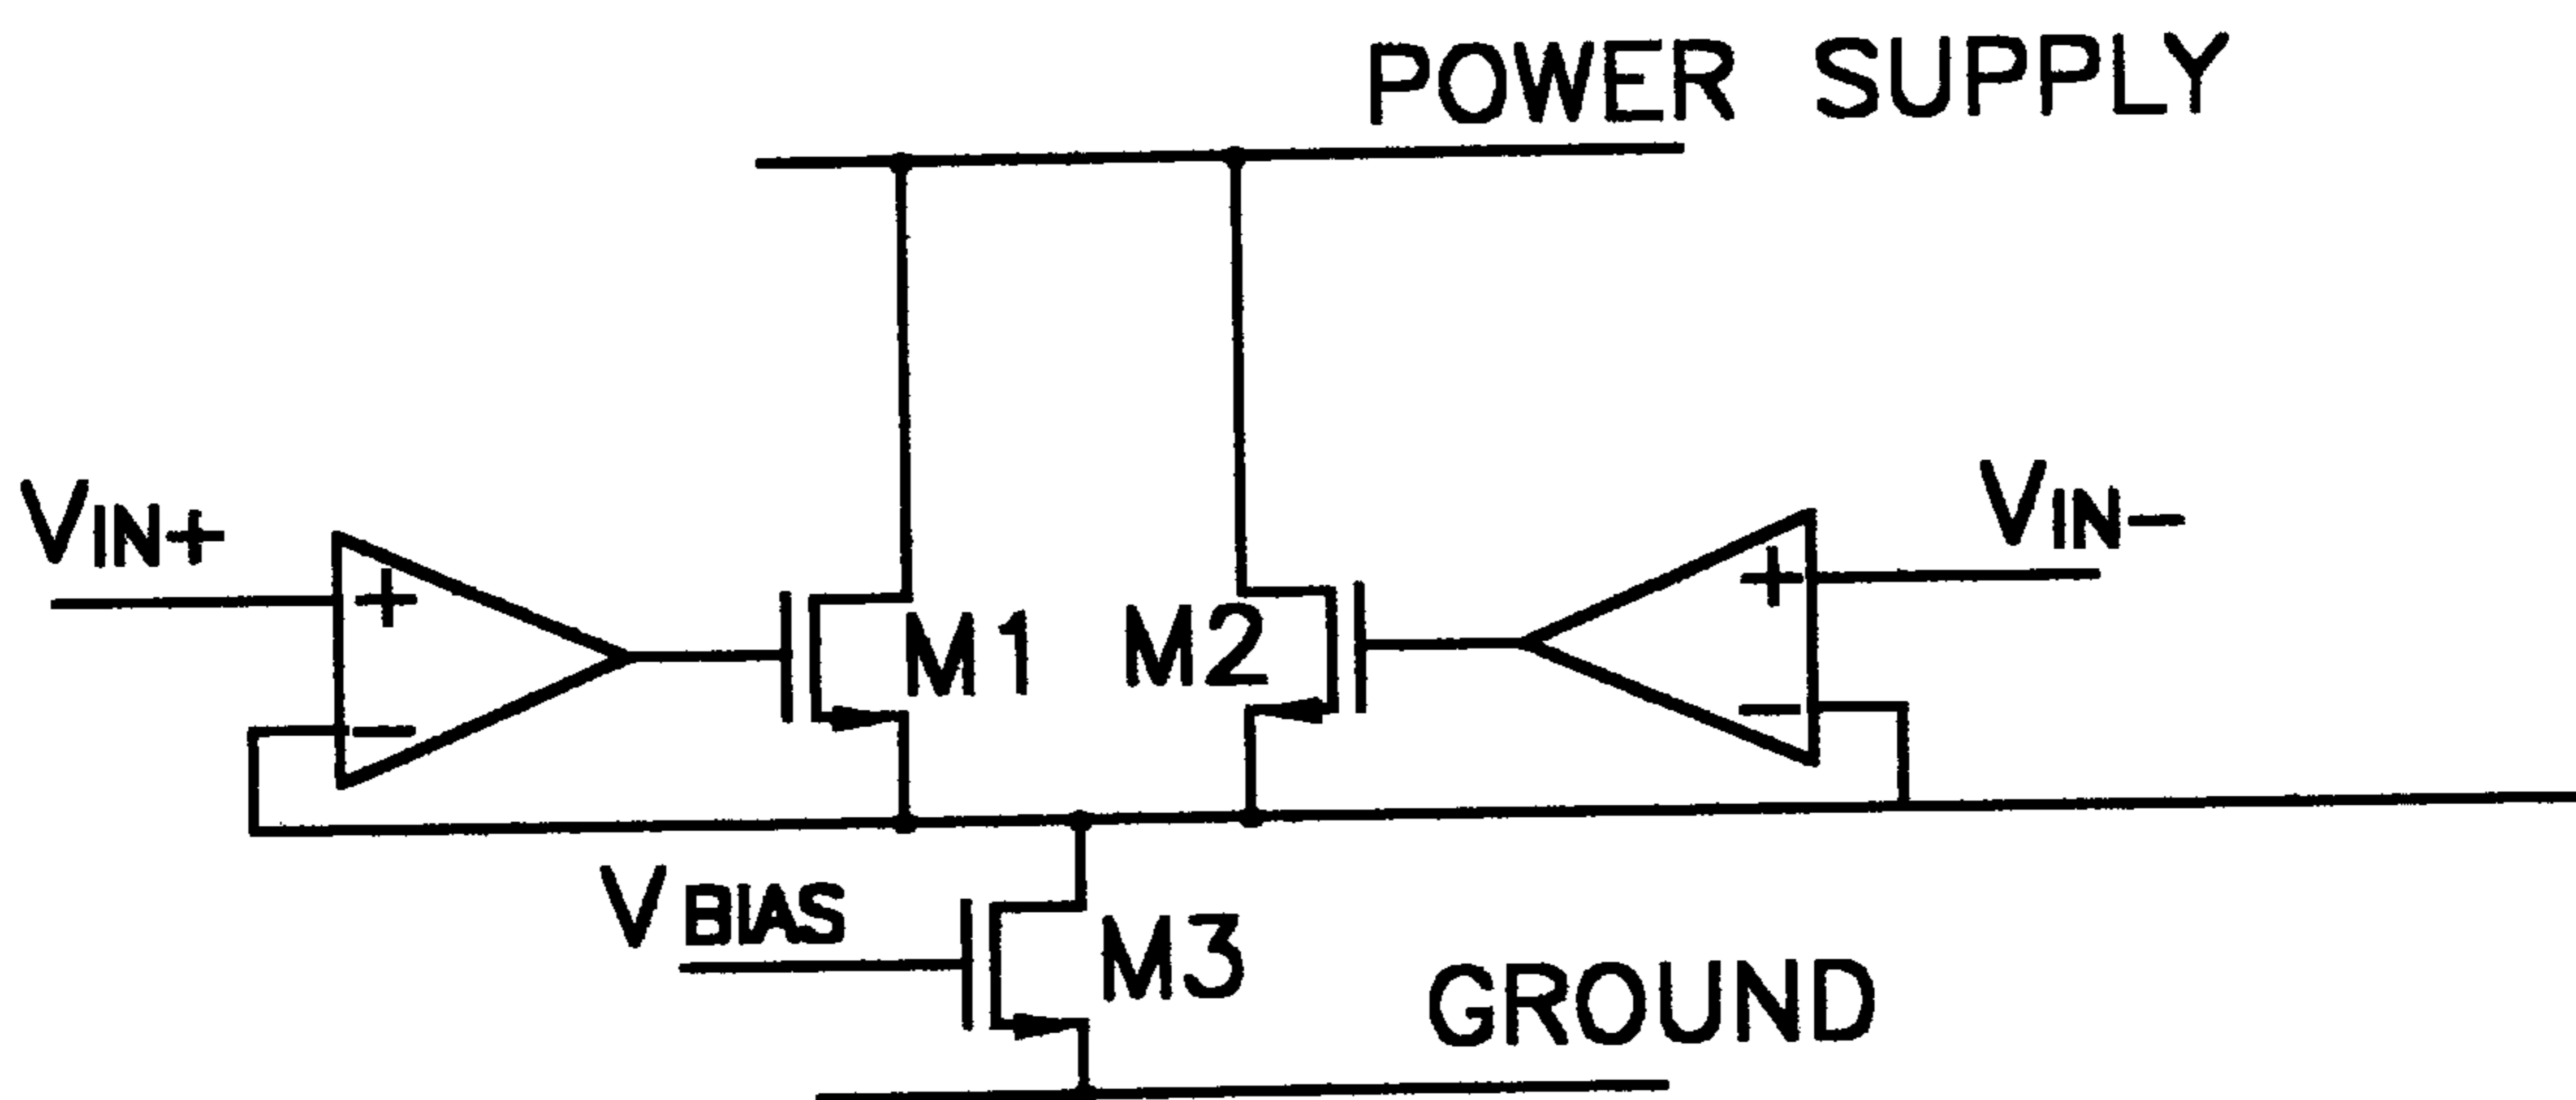 POWER SUPPLY
VIN+
VIN-
+
+
M1
M2
-
-
VBIAS
M3
GROUND